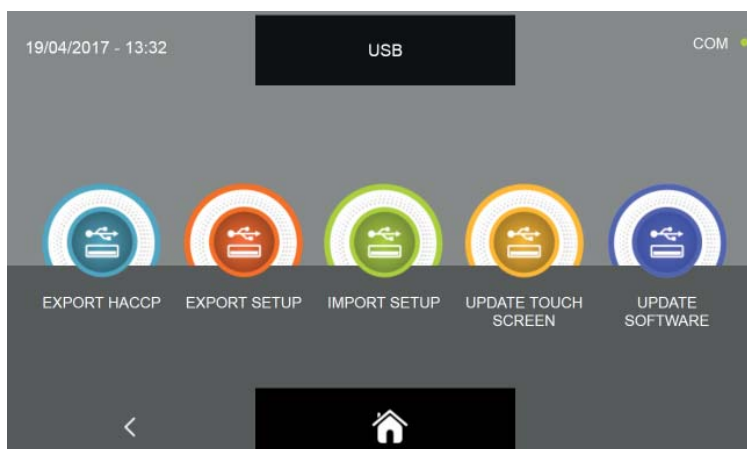 19/04/2017 - 13:32
USB
COM
EXPORT HACCP
EXPORT SETUP
IMPORT SETUP
UPDATE TOUCH
SCREEN
UPDATE
SOFTWARE